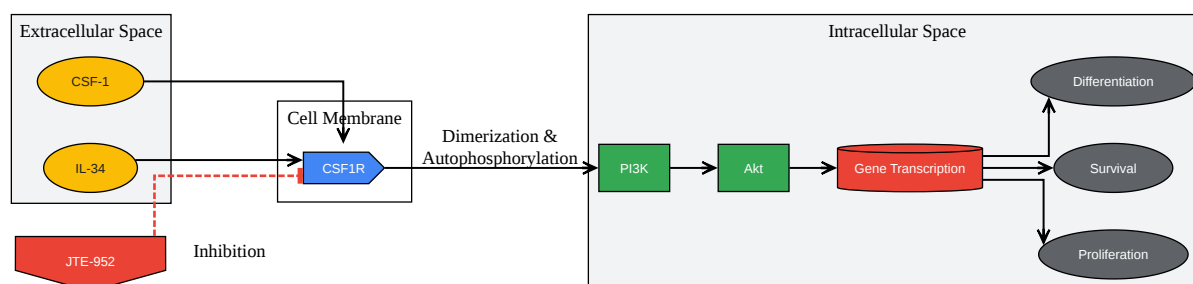 Extracellular Space
CSF-1
IL-34
JTE-952
Inhibition
Cell Membrane
CSF1R
Dimerization &
Autophosphorylation
Intracellular Space
PI3K
Akt
Gene Transcription
Differentiation
Survival
Proliferation